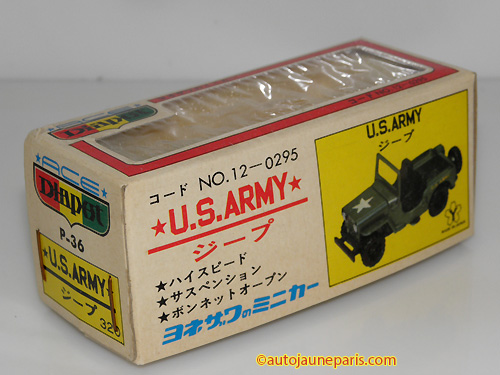 ACE
Diapet
P-36
★U.S.ARMY
ジープ
320
コード NO.12-0295
★U.S.ARMY★
ジープ
★ハイスピード
★サスペンション
★ボンネットオープン
ヨネザワのミニカー
U.S.ARMY
ジープ
©autojauneparis.com